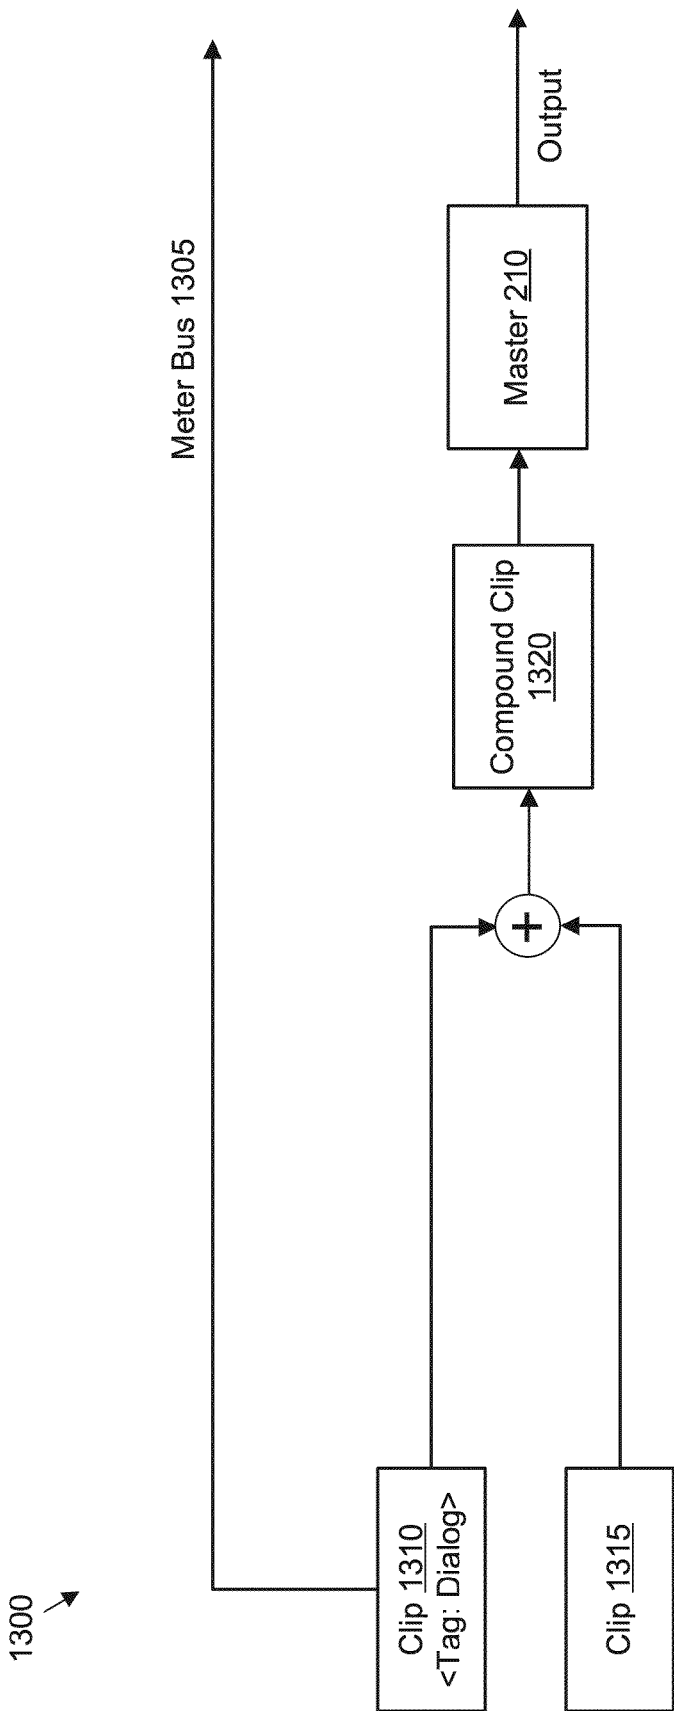 1300
Meter Bus 1305
Clip 1310
<Tag: Dialog>
Clip 1315
+
Compound Clip
1320
Master 210
Output